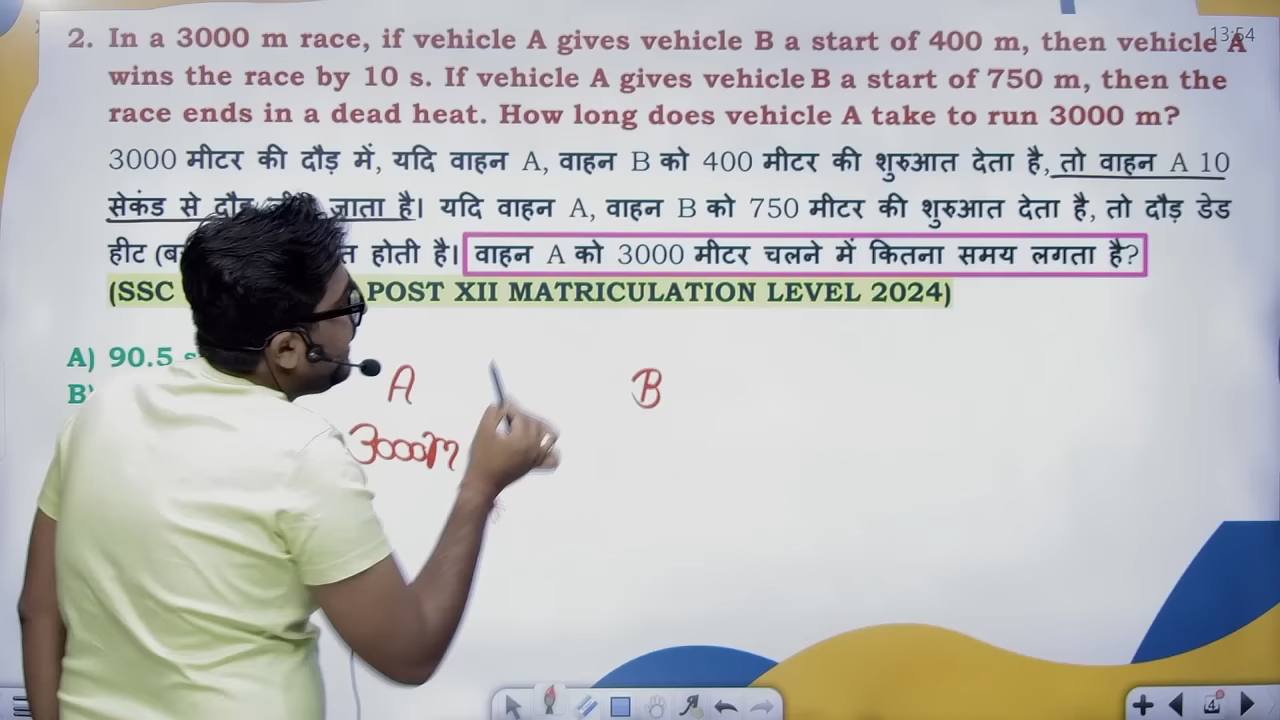 13:54
2. In a 3000 m race, if vehicle A gives vehicle B a start of 400 m, then vehicle A
wins the race by 10 s. If vehicle A gives vehicle B a start of 750 m, then the
race ends in a dead heat. How long does vehicle A take to run 3000 m?
3000 मीटर की दौड़ में, यदि वाहन A, वाहन B को 400 मीटर की शुरुआत देता है, तो वाहन A 10
सेकंड से दौड़ जाता है। यदि वाहन A, वाहन B को 750 मीटर की शुरुआत देता है, तो दौड़ डेड
हीट होती है। वाहन A को 3000 मीटर चलने में कितना समय लगता है?
(SSC POST XII MATRICULATION LEVEL 2024)
A) 90.5
B)
A B
3000m
4